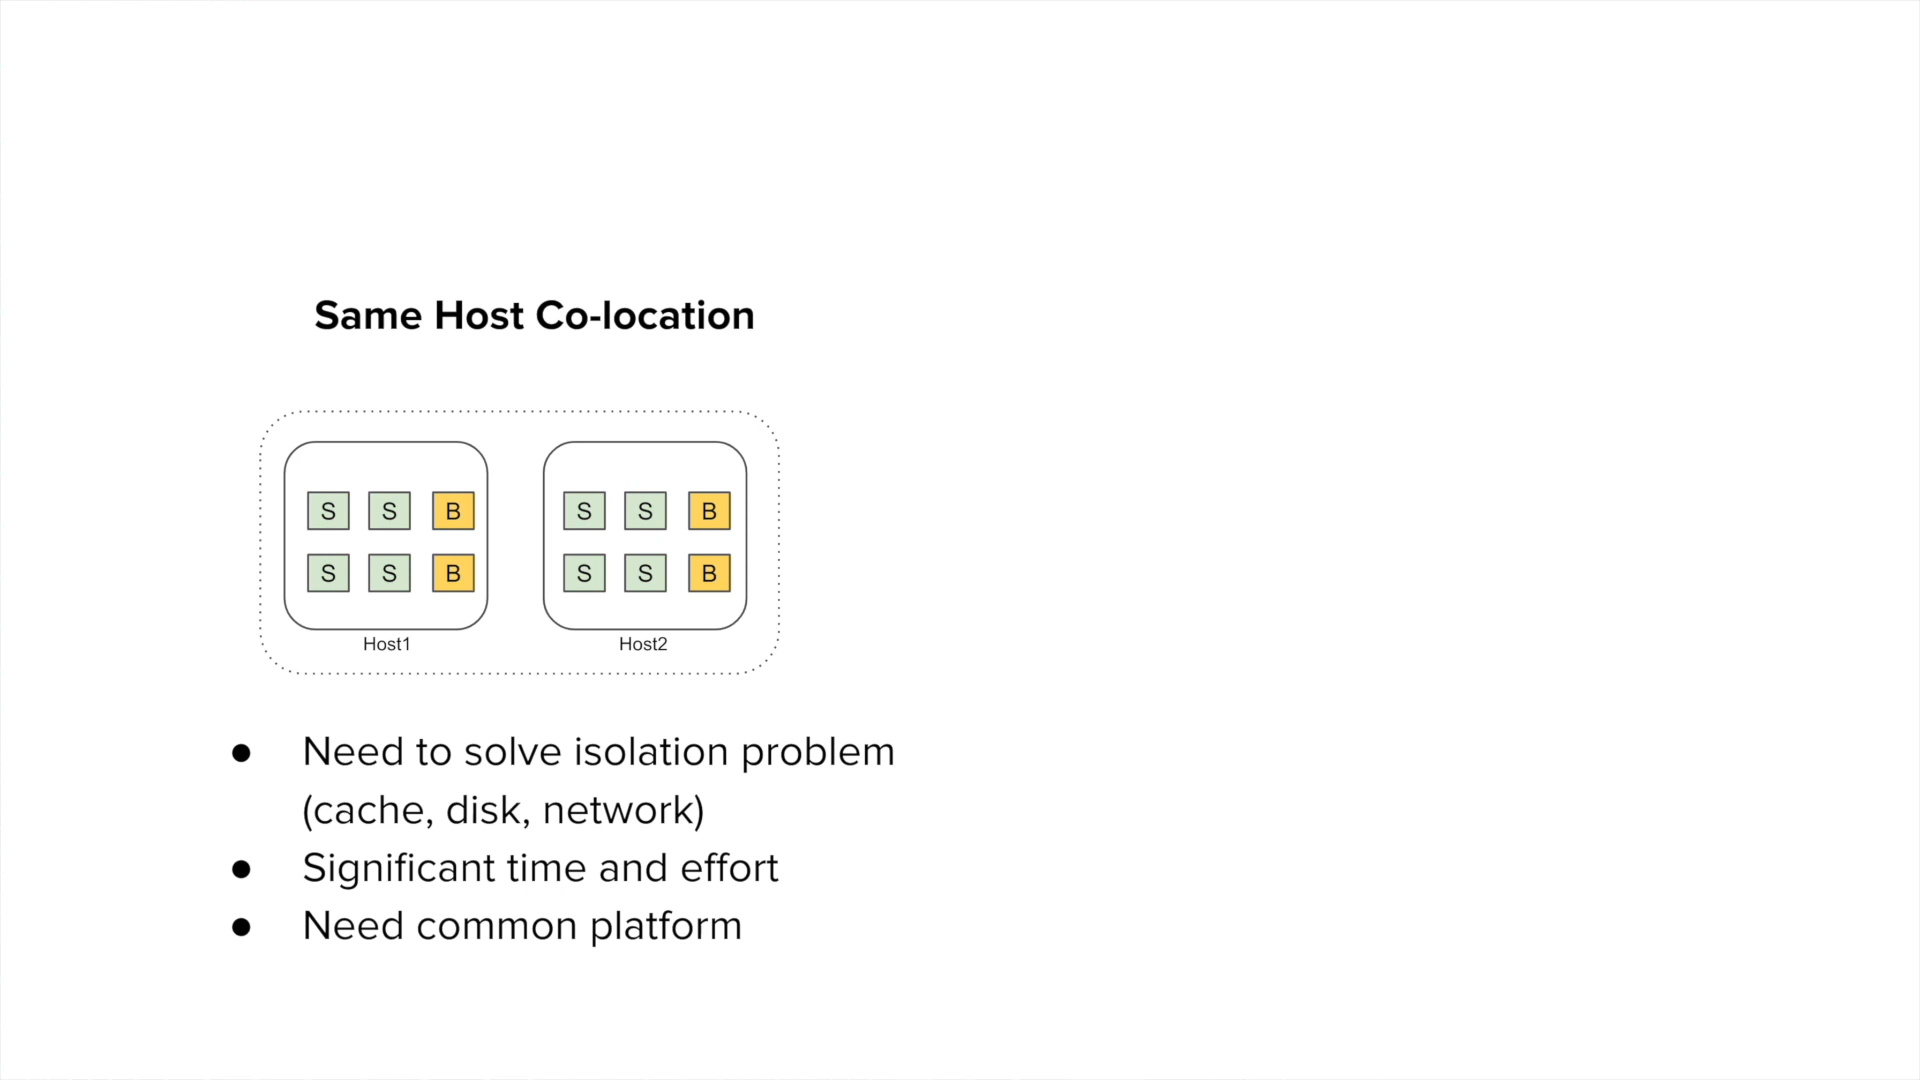 Same Host Co-location
S S B S S B
S S B S S B
Host1 Host2
● Need to solve isolation problem
(cache, disk, network)
● Significant time and effort
● Need common platform